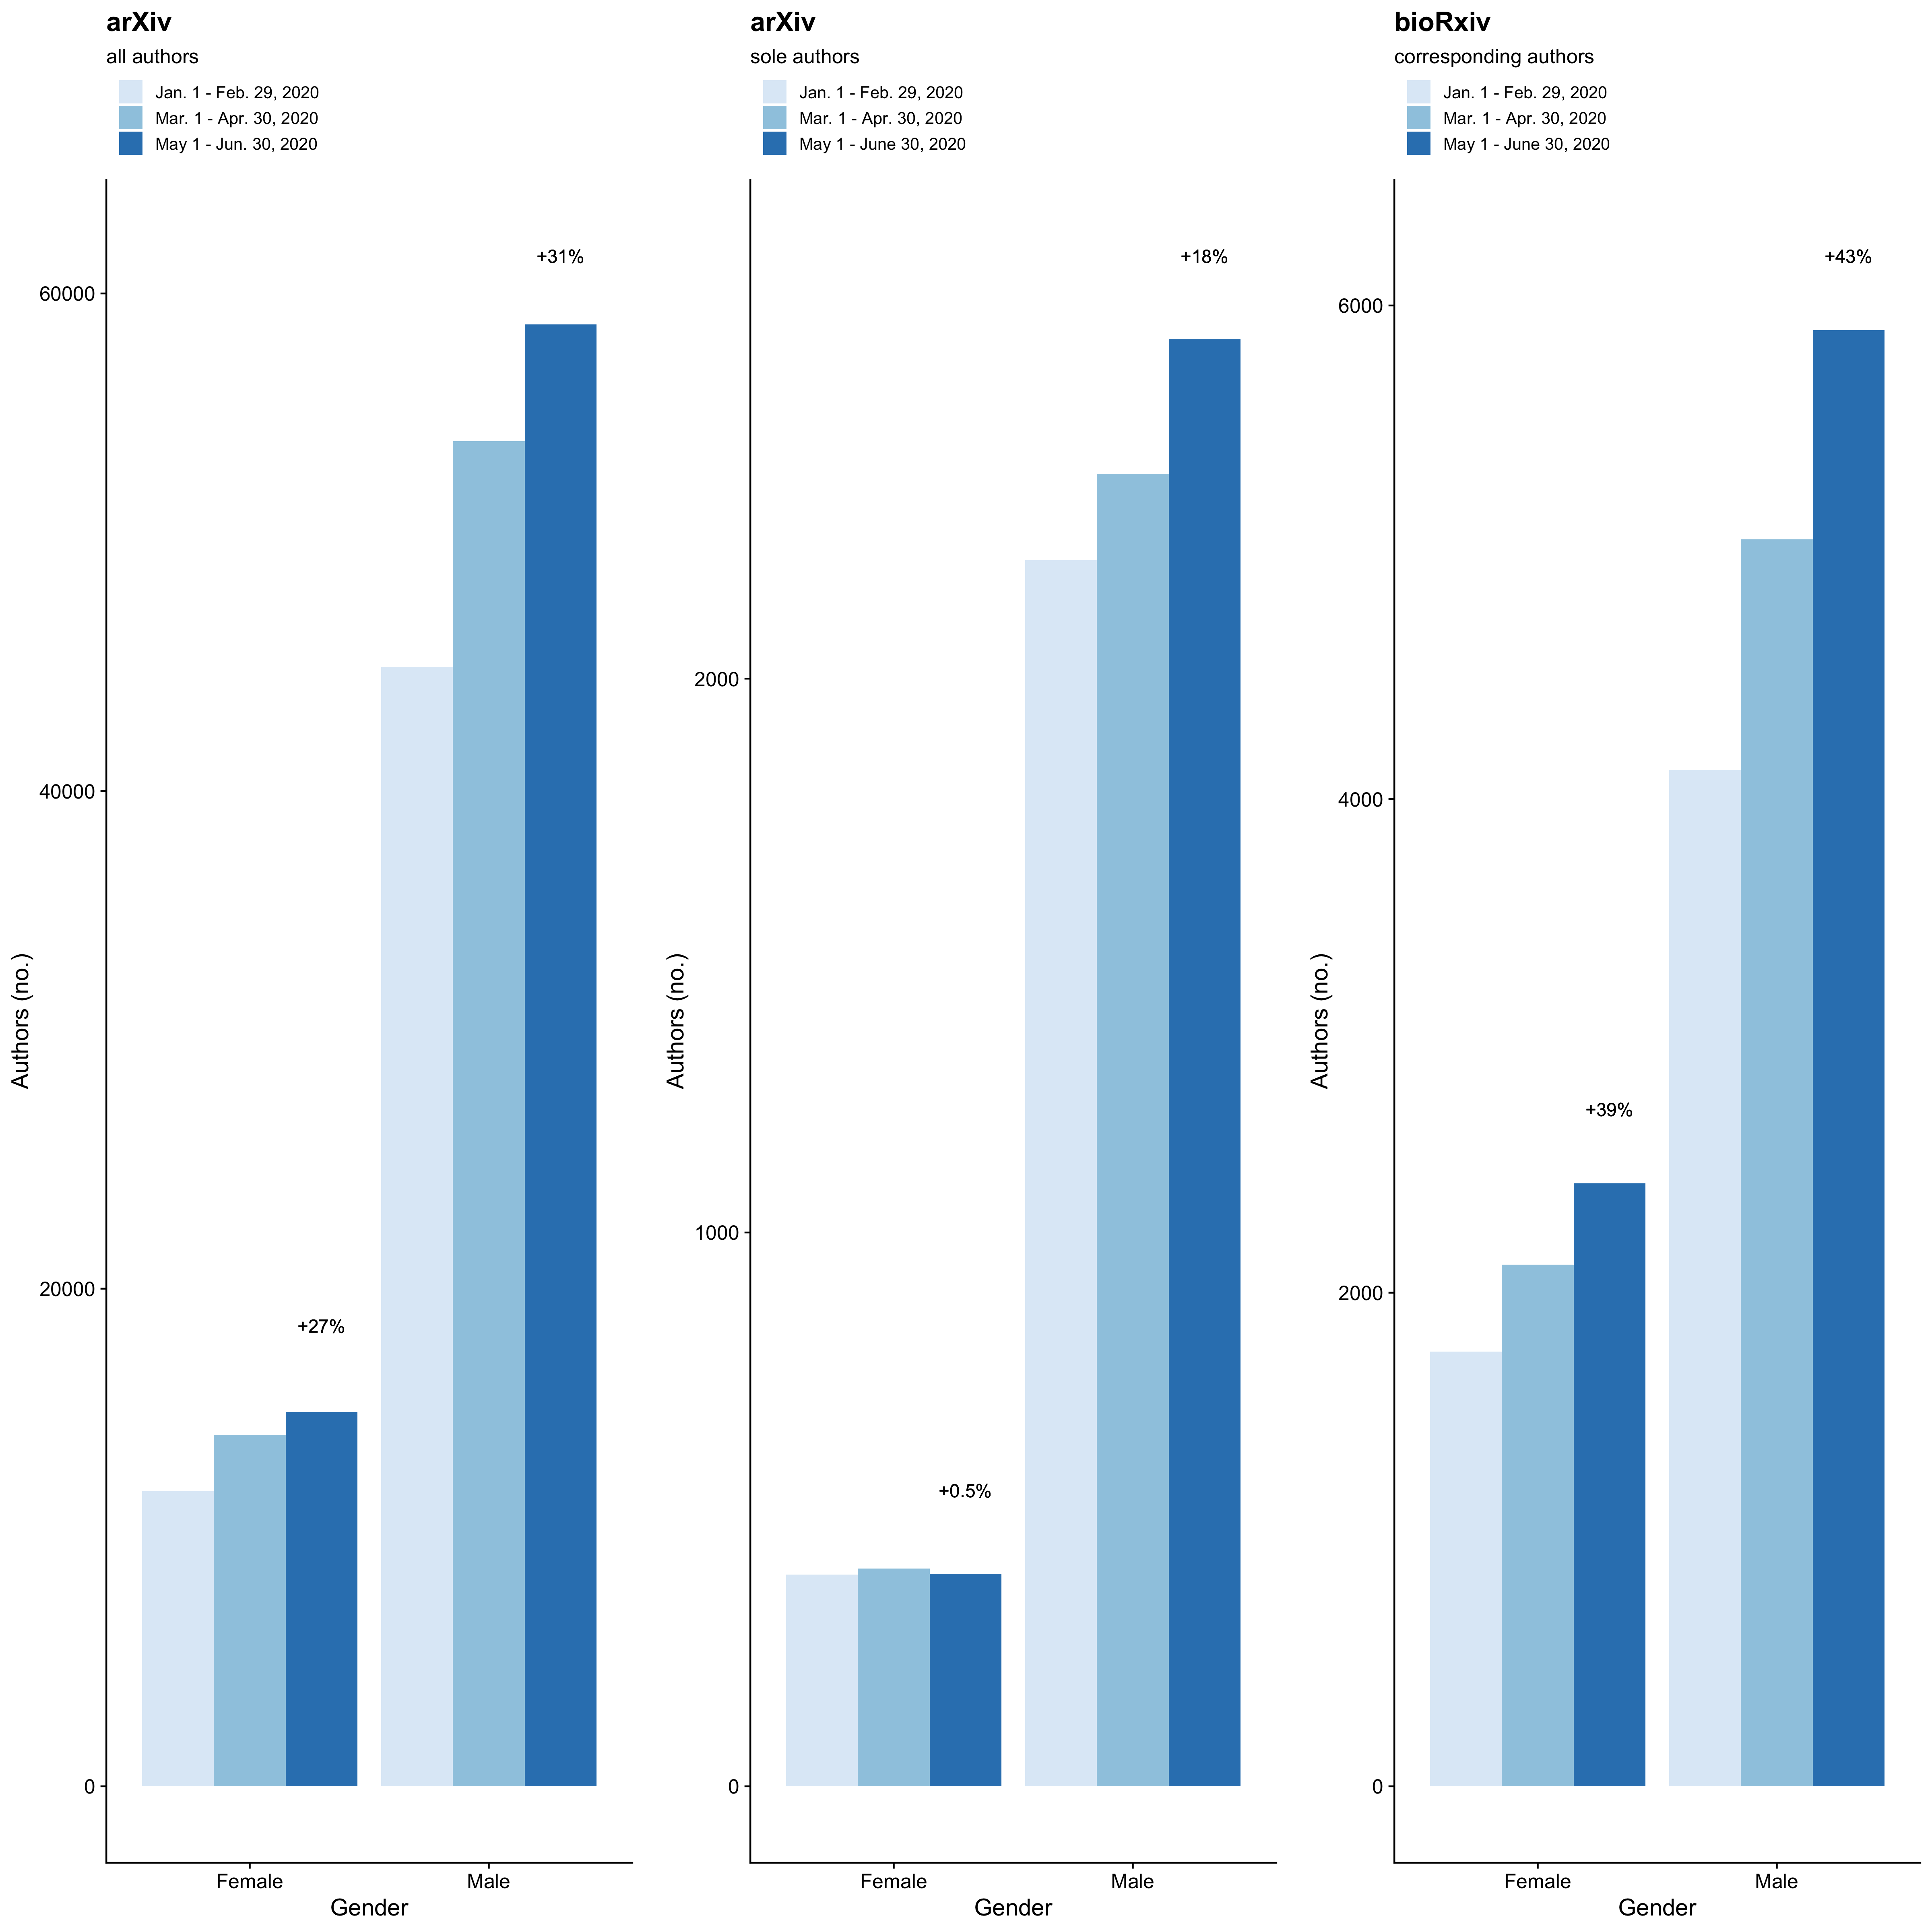 arXiv
all authors
Jan. 1 - Feb. 29, 2020
Mar. 1 - Apr. 30, 2020
May 1 - Jun. 30, 2020
+31%
60000
40000
20000
0
+27%
Authors (no.)
Female
Male
Gender
arXiv
sole authors
Jan. 1 - Feb. 29, 2020
Mar. 1 - Apr. 30, 2020
May 1 - June 30, 2020
+18%
2000
1000
0
+0.5%
Authors (no.)
Female
Male
Gender
bioRxiv
corresponding authors
Jan. 1 - Feb. 29, 2020
Mar. 1 - Apr. 30, 2020
May 1 - June 30, 2020
+43%
6000
4000
2000
0
+39%
Authors (no.)
Female
Male
Gender